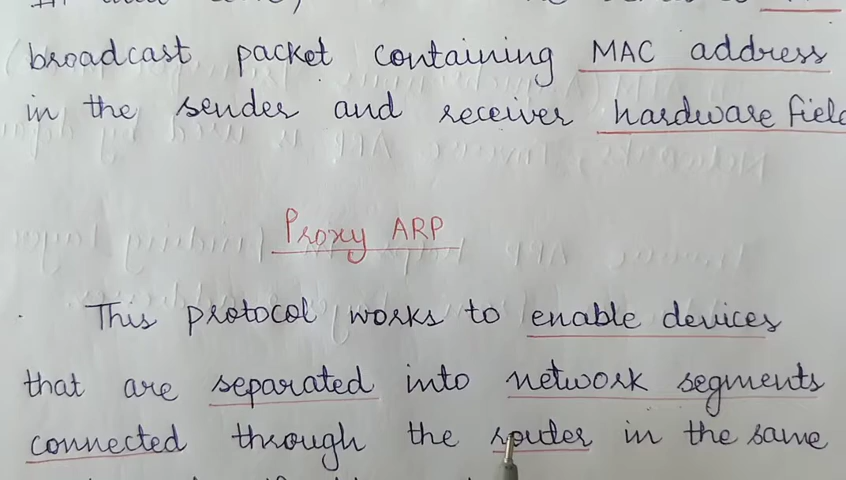 broadcast packet containing MAC address
in the sender and receiver hardware field
Proxy ARP
This protocol works to enable devices
that are separated into network segments
connected through the router in the same